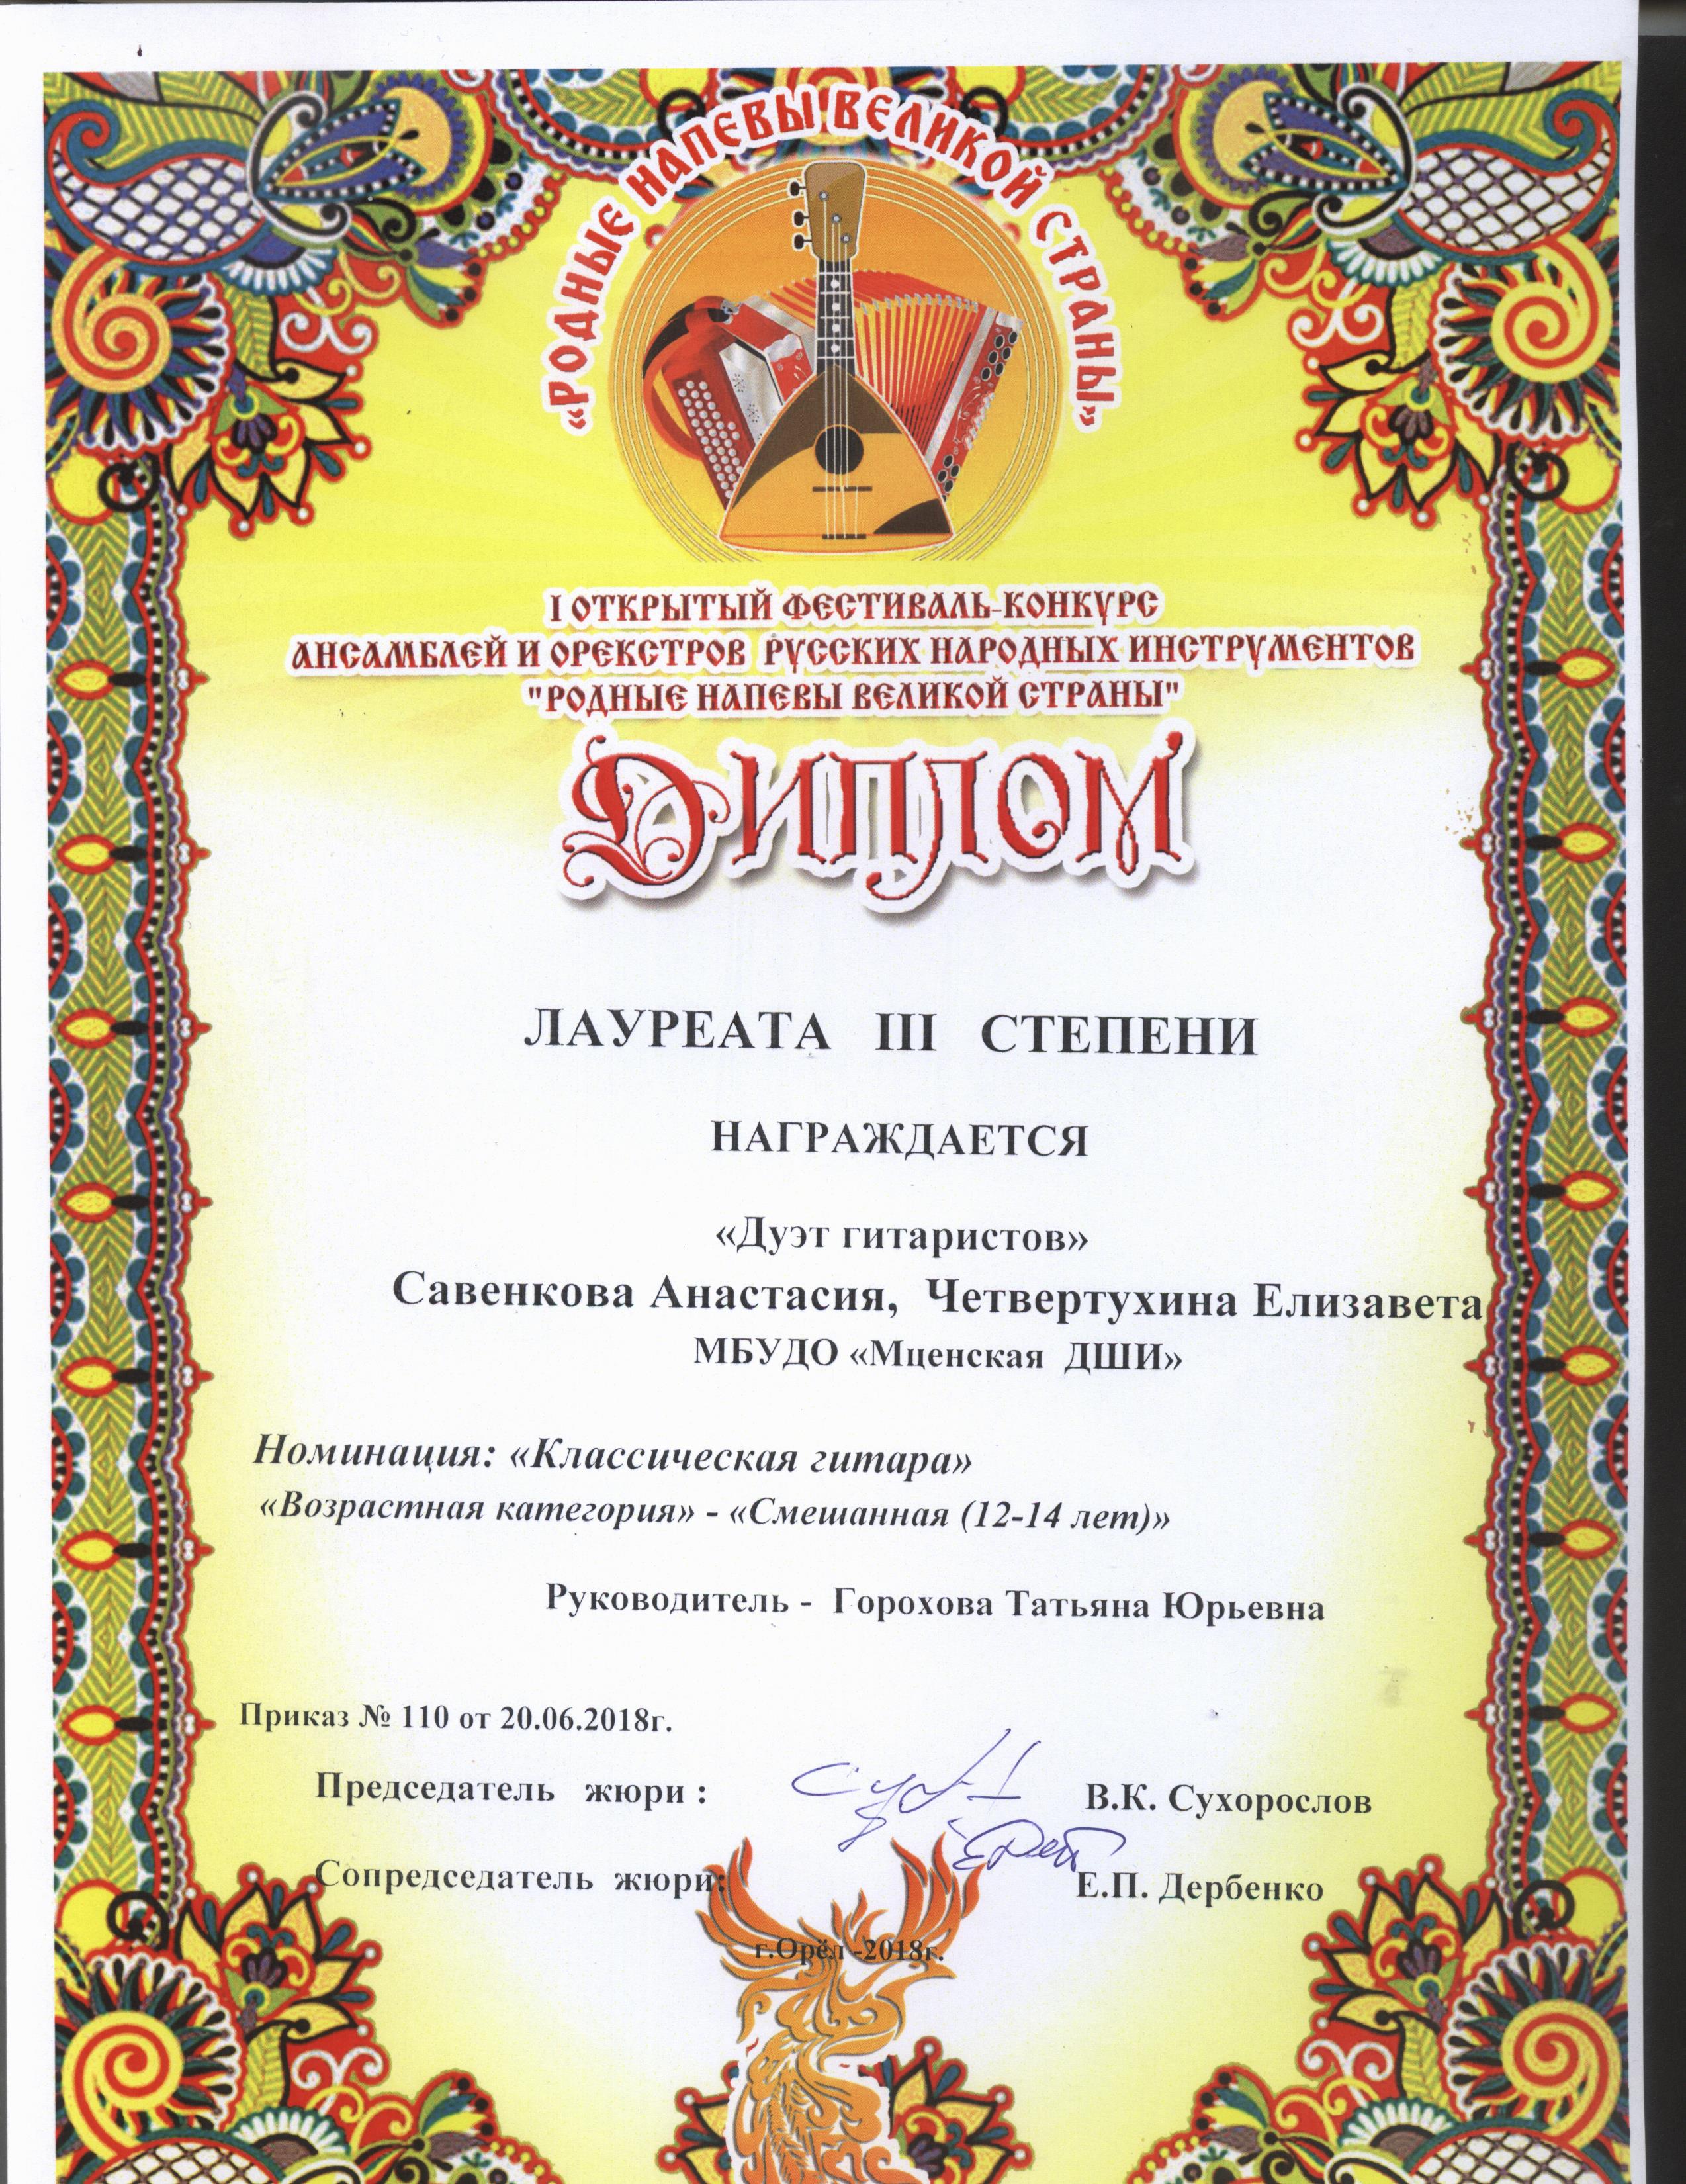 «РОДНЫЕ НАПЕВЫ ВЕЛИКОЙ СТРАНЫ»
I ОТКРЫТЫЙ ФЕСТИВАЛЬ-КОНКУРС
АНСАМБЛЕЙ И ОРЕКСТРОВ РУССКИХ НАРОДНЫХ ИНСТРУМЕНТОВ
"РОДНЫЕ НАПЕВЫ ВЕЛИКОЙ СТРАНЫ"
ДИПЛОМ
ЛАУРЕАТА III СТЕПЕНИ
НАГРАЖДАЕТСЯ
«Дуэт гитаристов»
Савенкова Анастасия, Четвертухина Елизавета
МБУДО «Мценская ДШИ»
Номинация: «Классическая гитара»
«Возрастная категория» - «Смешанная (12-14 лет)»
Руководитель - Горохова Татьяна Юрьевна
Приказ № 110 от 20.06.2018г.
Председатель жюри : В.К. Сухорослов
Сопредседатель жюри: Е.П. Дербенко
г.Орёл -2018г.